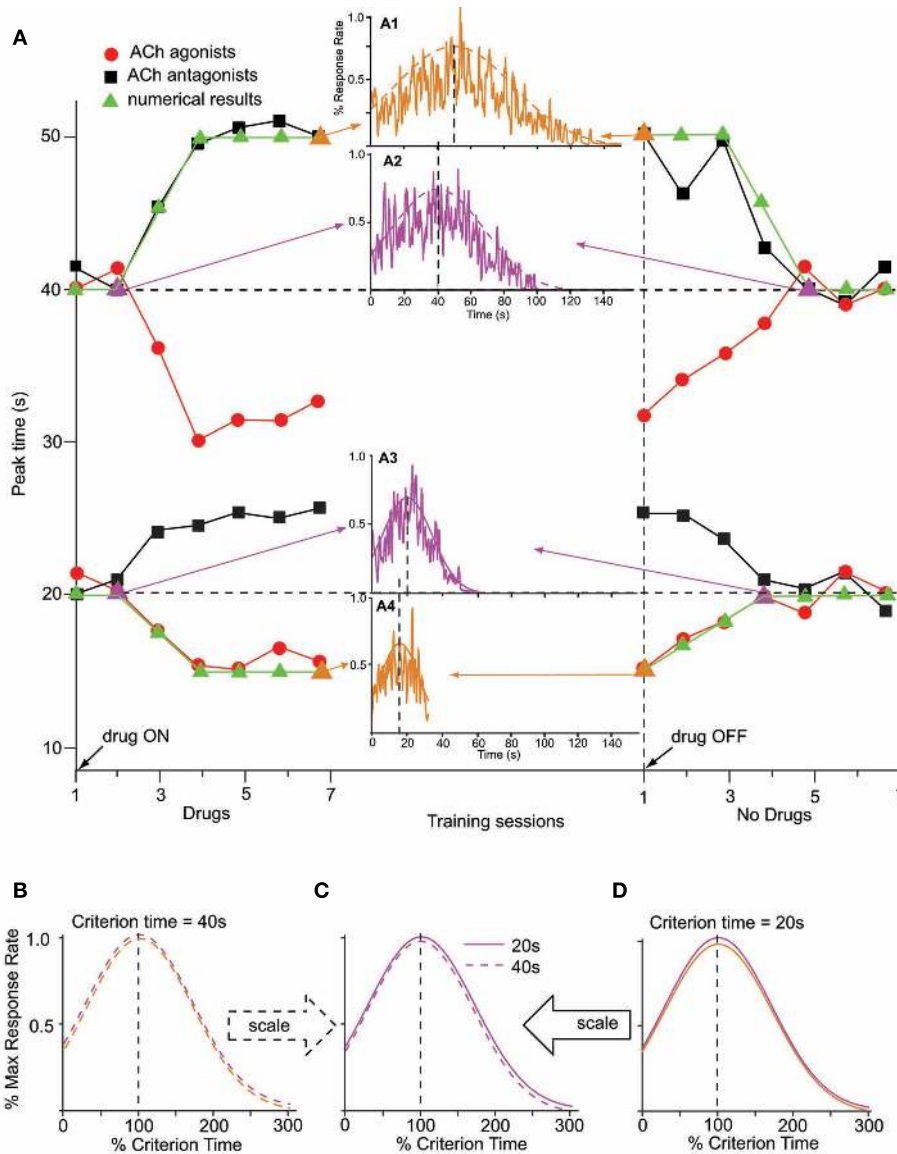 A
ACh agonists
ACh antagonists
numerical results
A1
% Response Rate
1.0
0.5
A2
1.0
0.5
0 20 40 60 80 100 120 140
Time (s)
Peak time (s)
50
40
30
20
10
A3
1.0
0.5
A4
1.0
0.5
0 20 40 60 80 100 120 140
Time (s)
drug ON
drug OFF
1 3 5 7
Drugs
Training sessions
1 3 5
No Drugs
B
Criterion time = 40s
% Max Response Rate
1.0
0.5
0 100 200 300
% Criterion Time
scale
C
20s
40s
0 100 200 300
% Criterion Time
scale
D
Criterion time = 20s
0 100 200 300
% Criterion Time